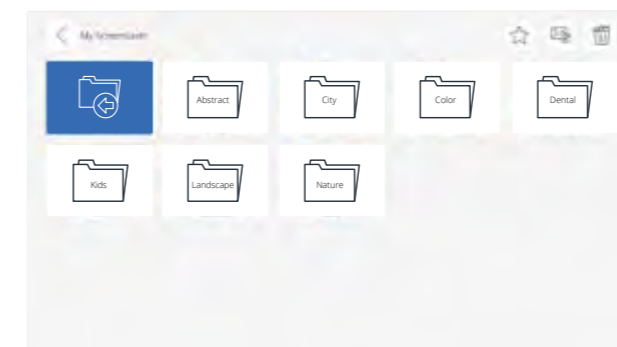 My Screensaver
Abstract
City
Color
Dental
Kids
Landscape
Nature